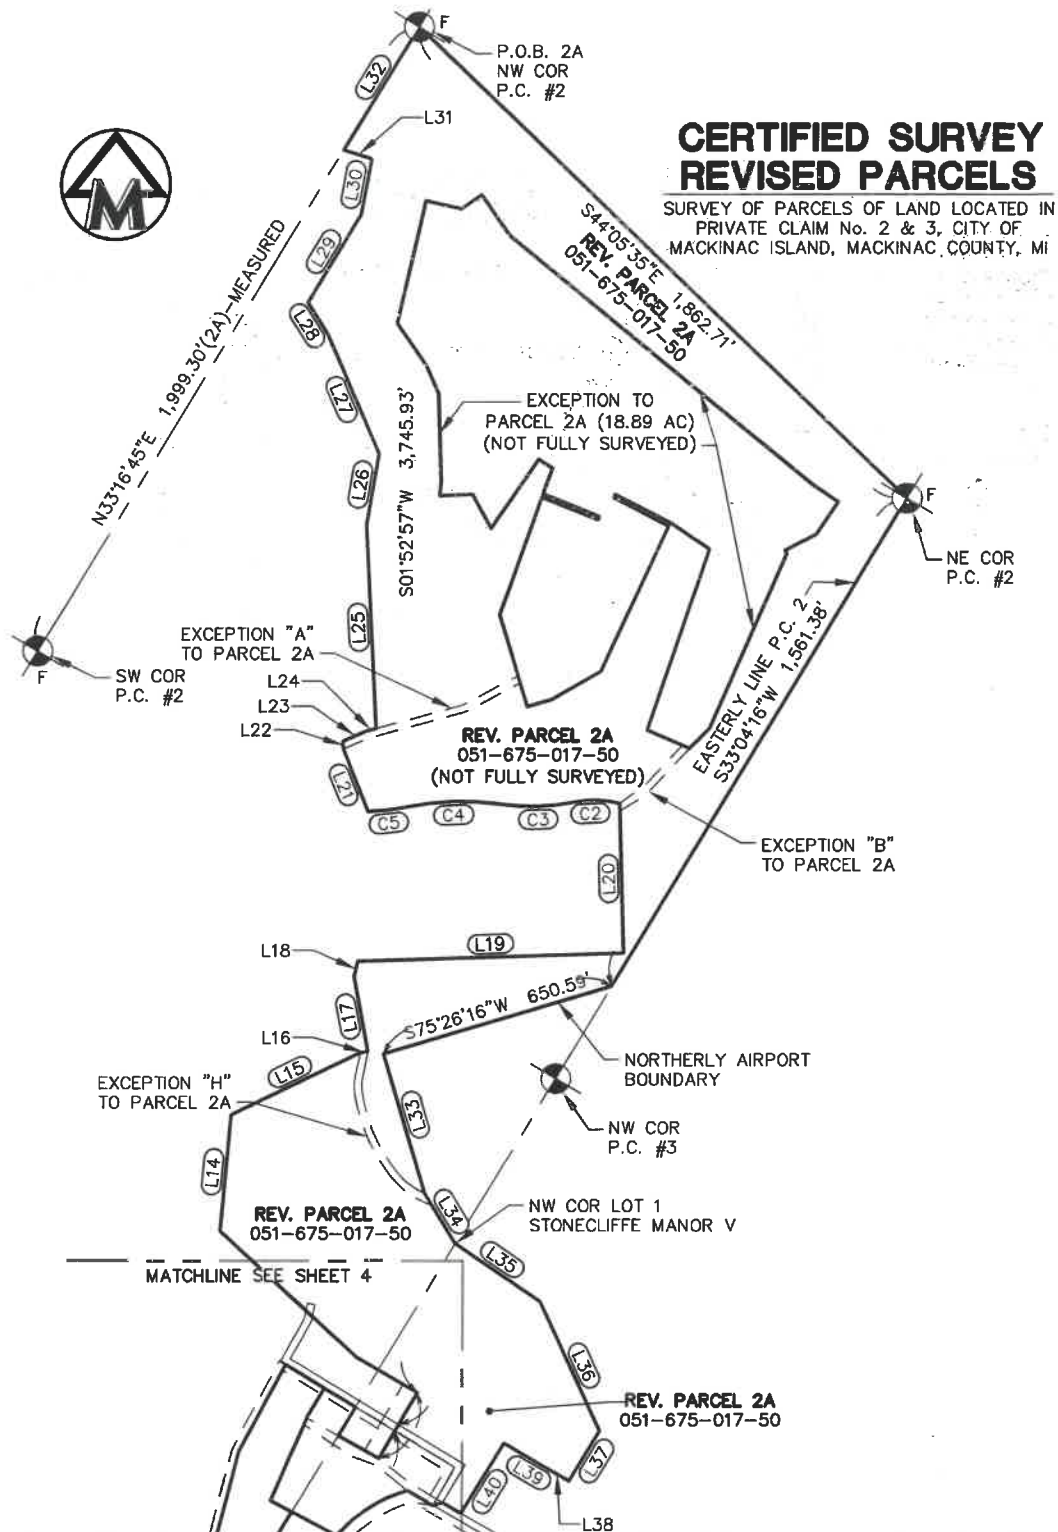 F
P.O.B. 2A
NW COR
P.C. #2
L32
L31
CERTIFIED SURVEY
REVISED PARCELS
SURVEY OF PARCELS OF LAND LOCATED IN
PRIVATE CLAIM No. 2 & 3, CITY OF
MACKINAC ISLAND, MACKINAC COUNTY, MI
M
L30
L29
L28
L27
L26
L25
N33°16'45"E 1,999.30'(2A)-MEASURED
S01°52'57"W 3,745.93'
S44°05'35"E 1,862.71'
REV. PARCEL 2A
051-675-017-50
EXCEPTION TO
PARCEL 2A (18.89 AC)
(NOT FULLY SURVEYED)
F
NE COR
P.C. #2
EASTERLY LINE P.C. 2
S33°04'16"W 1,561.38'
F
SW COR
P.C. #2
EXCEPTION "A"
TO PARCEL 2A
L24
L23
L22
L21
REV. PARCEL 2A
051-675-017-50
(NOT FULLY SURVEYED)
C5
C4
C3
C2
EXCEPTION "B"
TO PARCEL 2A
L20
L19
L18
L17
L16
L15
L14
S75°26'16"W 650.59'
NORTHERLY AIRPORT
BOUNDARY
EXCEPTION "H"
TO PARCEL 2A
L33
NW COR
P.C. #3
L34
NW COR LOT 1
STONECLIFFE MANOR V
REV. PARCEL 2A
051-675-017-50
L35
MATCHLINE SEE SHEET 4
L36
REV. PARCEL 2A
051-675-017-50
L37
L39
L40
L38